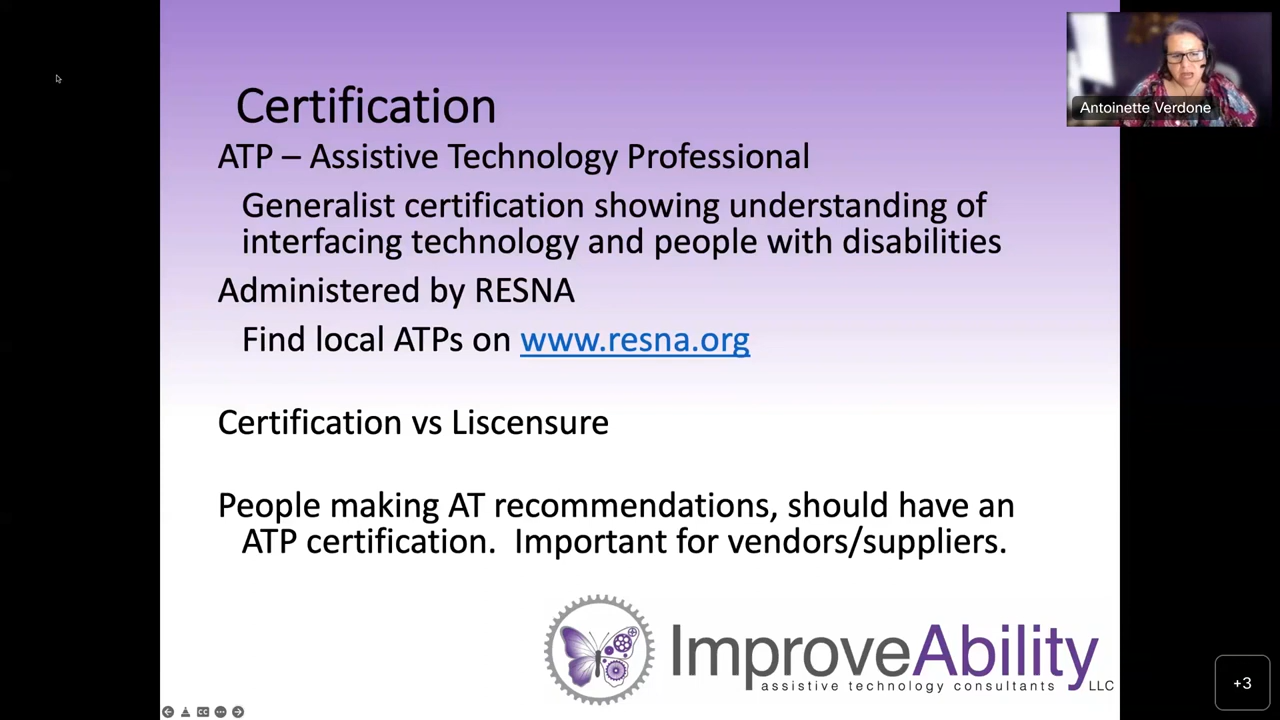 Certification
Antoinette Verdone
ATP – Assistive Technology Professional
Generalist certification showing understanding of
interfacing technology and people with disabilities
Administered by RESNA
Find local ATPs on www.resna.org
Certification vs Liscensure
People making AT recommendations, should have an
ATP certification.  Important for vendors/suppliers.
ImproveAbility
assistive technology consultants LLC
+3